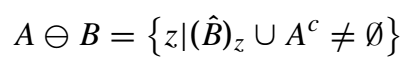 A ⊖ B = {z|(B̂)_z ∪ A^c ≠ ∅}